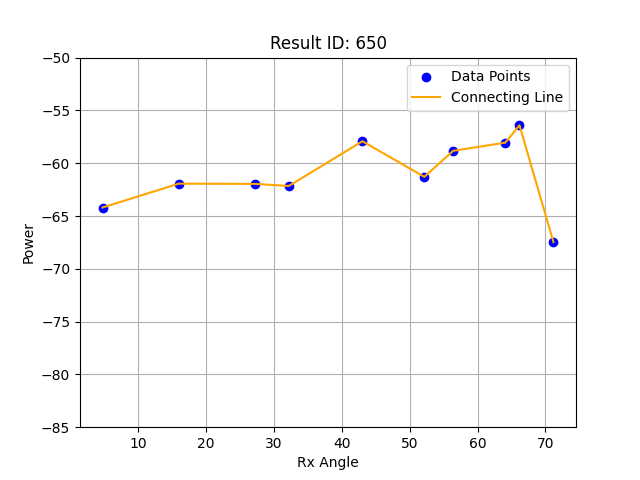 Result ID: 650
Data Points
Connecting Line
−50
−55
−60
−65
−70
−75
−80
−85
Power
10 20 30 40 50 60 70
Rx Angle